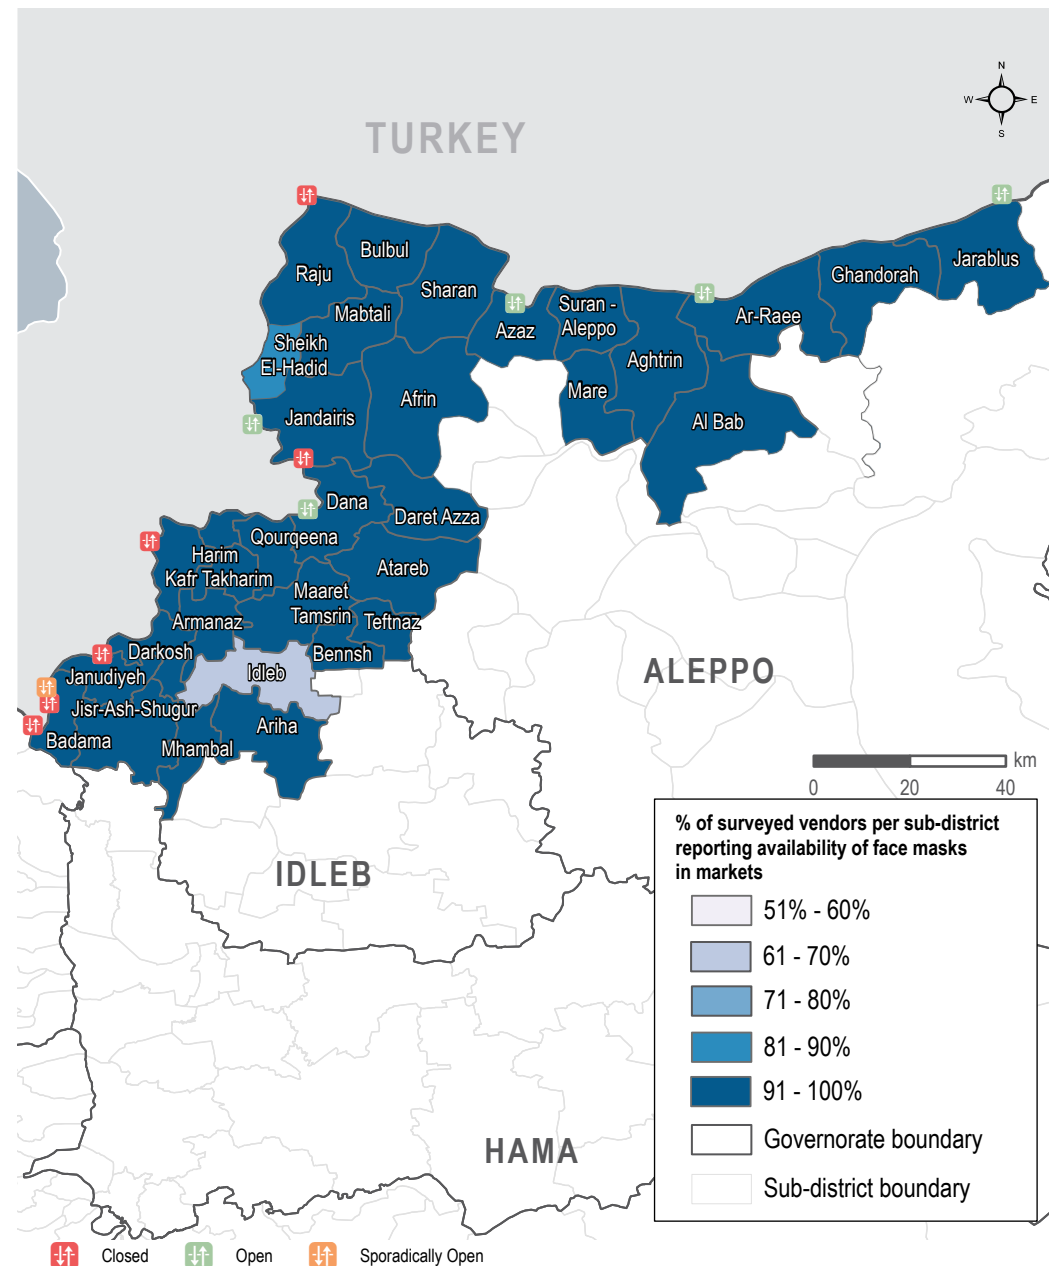 N
W
E
S
TURKEY
Bulbul
Raju
Jarablus
Ghandorah
Sharan
Mabtali
Suran -
Aleppo
Azaz
Ar-Raee
Sheikh
El-Hadid
Aghtrin
Mare
Afrin
Jandairis
Al Bab
Dana
Daret Azza
Qourqeena
Harim
Kafr Takharim
Atareb
Maaret
Tamsrin
Armanaz
Teftnaz
Darkosh
Bennsh
Janudiyeh
Idleb
ALEPPO
Jisr-Ash-Shugur
Ariha
Badama
Mhambal
km
0
20
40
% of surveyed vendors per sub-district
reporting availability of face masks
in markets
51% - 60%
61 - 70%
71 - 80%
81 - 90%
91 - 100%
Governorate boundary
Sub-district boundary
IDLEB
HAMA
Closed
Open
Sporadically Open